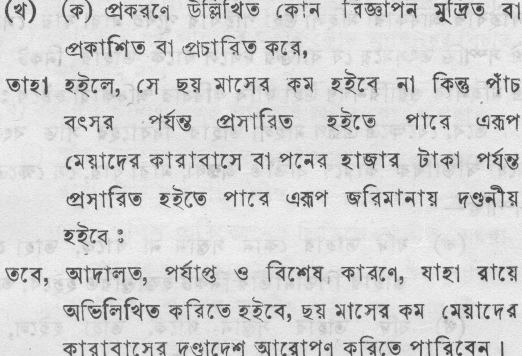 (খ) (ক) প্রকরণে উল্লিখিত কোন বিজ্ঞাপন মুদ্রিত বা
প্রকাশিত বা প্রচারিত করে,
তাহা হইলে, সে ছয় মাসের কম হইবে না কিন্তু পাঁচ
বৎসর পর্যন্ত প্রসারিত হইতে পারে এরূপ
মেয়াদের কারাবাসে বা পনের হাজার টাকা পর্যন্ত
প্রসারিত হইতে পারে এরূপ জরিমানায় দণ্ডনীয়
হইবে :
তবে, আদালত, পর্যাপ্ত ও বিশেষ কারণে, যাহা রায়ে
অভিলিখিত করিতে হইবে, ছয় মাসের কম মেয়াদের
কারাবাসের দণ্ডাদেশ আরোপন করিতে পারিবেন।